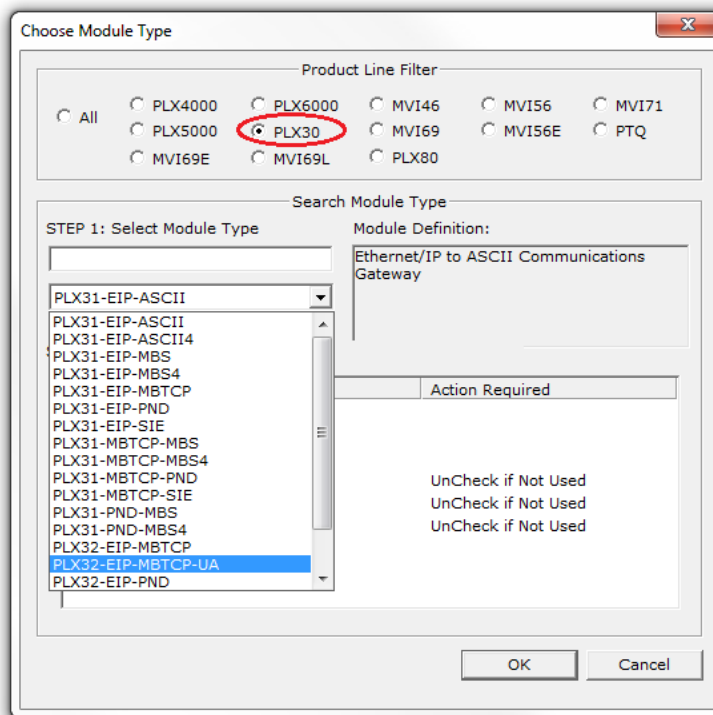 Choose Module Type
Product Line Filter
All
PLX4000
PLX6000
MVI46
MVI56
MVI71
PLX5000
PLX30
MVI69
MVI56E
PTQ
MVI69E
MVI69L
PLX80
Search Module Type
STEP 1: Select Module Type
Module Definition:
Ethernet/IP to ASCII Communications
Gateway
PLX31-EIP-ASCII
PLX31-EIP-ASCII
PLX31-EIP-ASCII4
PLX31-EIP-MBS
PLX31-EIP-MBS4
PLX31-EIP-MBTCP
PLX31-EIP-PND
PLX31-EIP-SIE
PLX31-MBTCP-MBS
PLX31-MBTCP-MBS4
PLX31-MBTCP-PND
PLX31-MBTCP-SIE
PLX31-PND-MBS
PLX31-PND-MBS4
PLX32-EIP-MBTCP
PLX32-EIP-MBTCP-UA
PLX32-EIP-PND
Action Required
UnCheck if Not Used
UnCheck if Not Used
UnCheck if Not Used
OK
Cancel